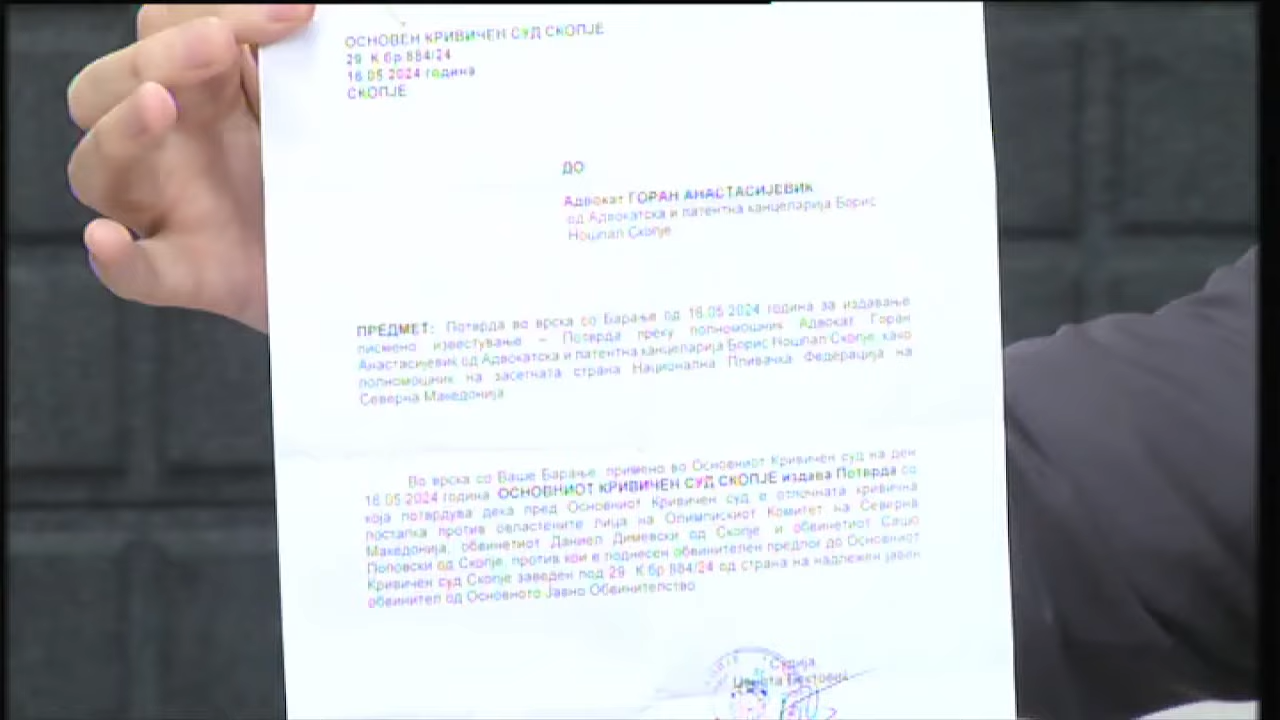 ОСНОВЕН КРИВИЧЕН СУД СКОПЈЕ
29 К бр 884/24
16.05.2024 година
СКОПЈЕ
ДО
Адвокат ГОРАН АНАСТАСИЈЕВИК
од Адвокатска и патентна канцеларија Борис
Ношпал Скопје
ПРЕДМЕТ: Потврда во врска со Барање од 16.05.2024 година за издавање
писмено известување – Потврда преку полномошник Адвокат Горан
Анастасијевик од Адвокатска и патентна канцеларија Борис Ношпал Скопје, како
полномошник на засегната страна Национална Пливачка Федерација на
Северна Македонија
Во врска со Ваше Барање, примено во Основниот Кривичен суд на ден
16.05.2024 година ОСНОВНИОТ КРИВИЧЕН СУД СКОПЈЕ издава Потврда со
која потврдува дека пред Основниот Кривичен суд е отпочната кривична
постапка против овластените лица на Олимпискиот Комитет на Северна
Македонија, обвинетиот Даниел Димевски од Скопје и обвинетиот Сашо
Поповски од Скопје, против кои е поднесен обвинителен предлог до Основниот
Кривичен суд Скопје заведен под 29 К бр 884/24 од страна на надлежен јавен
обвинител од Основното Јавно Обвинителство
Судија